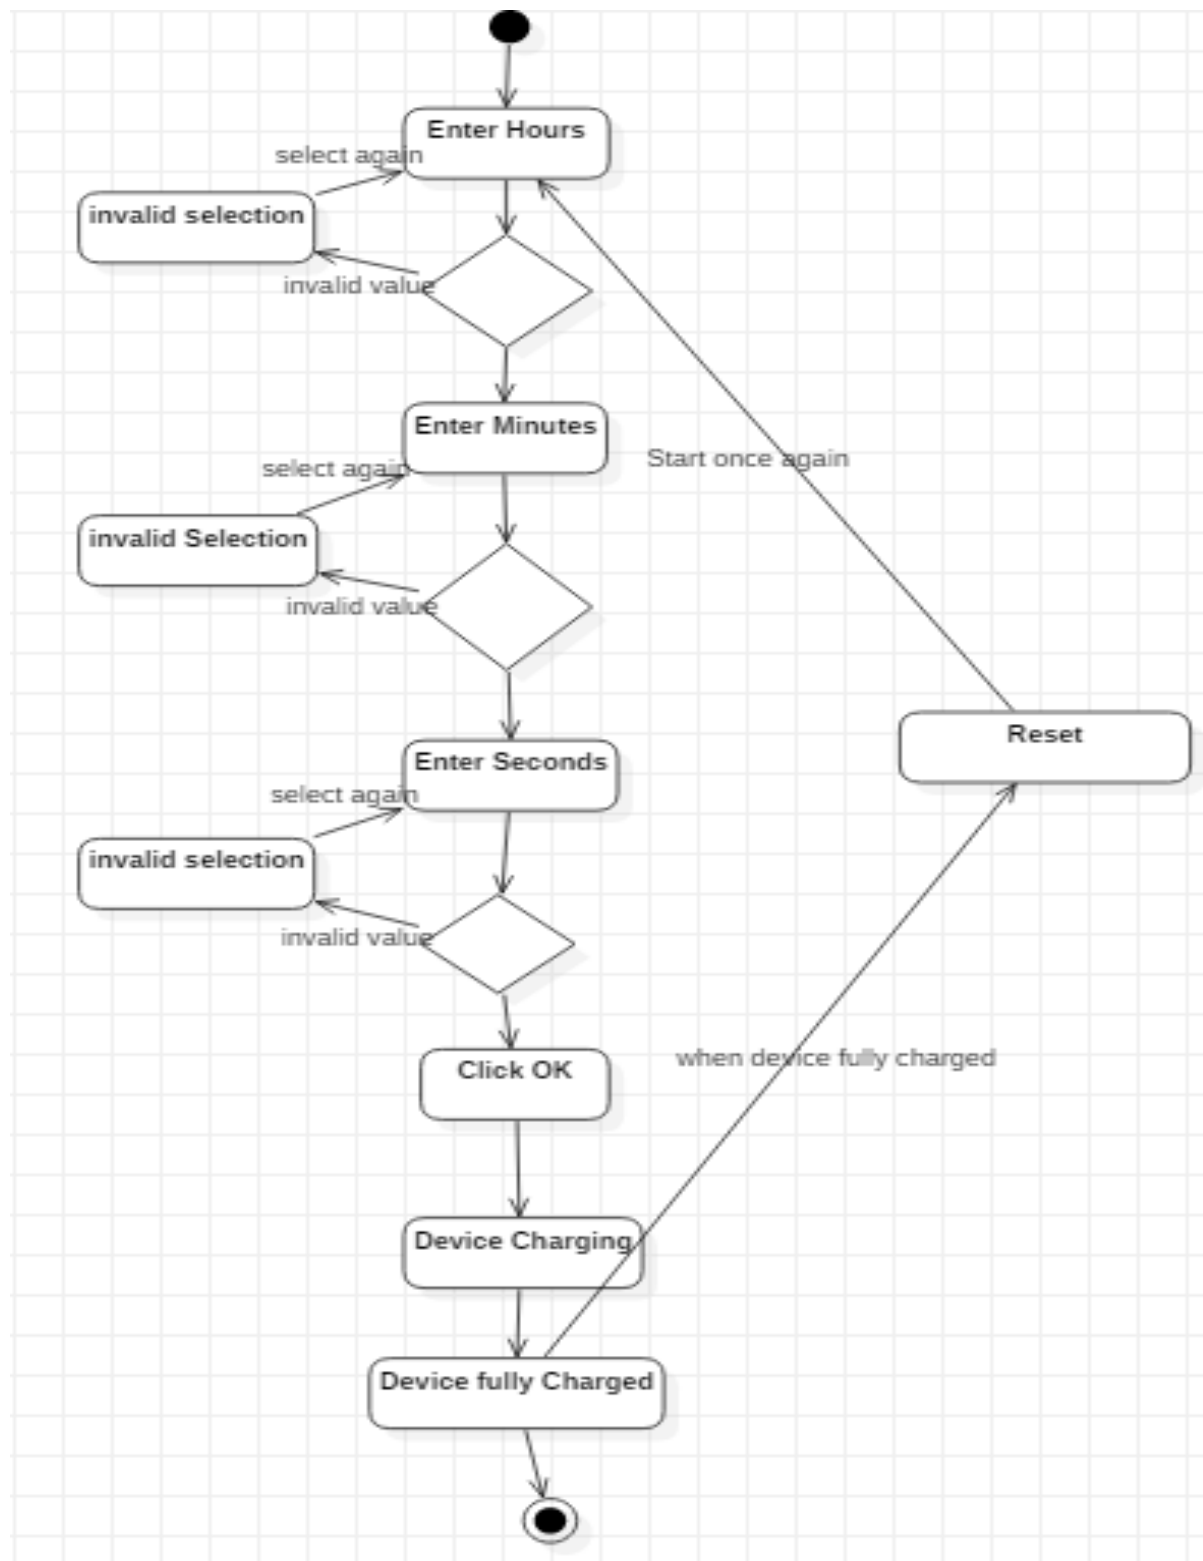 Enter Hours
select again
invalid selection
invalid value
Enter Minutes
Start once again
select again
invalid Selection
invalid value
Reset
Enter Seconds
select again
invalid selection
invalid value
when device fully charged
Click OK
Device Charging
Device fully Charged